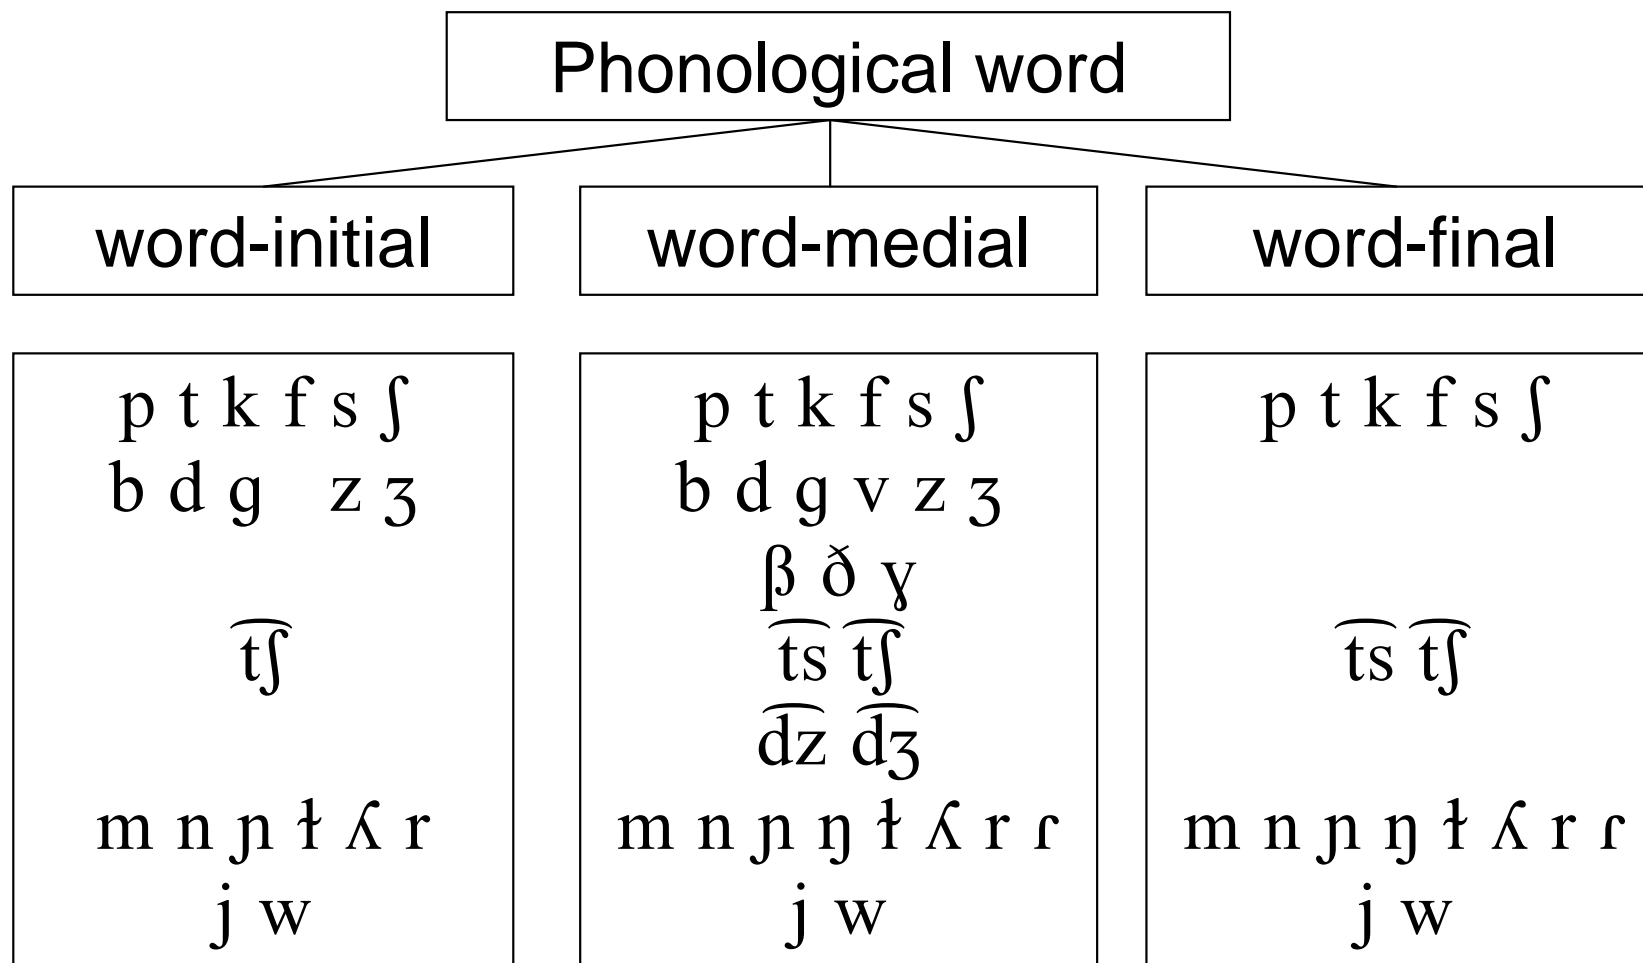 Phonological word
word-initial
word-medial
word-final
p t k f s ʃ
b d ɡ z ʒ
t͡ʃ
m n ɲ ɫ ʎ r
j w
p t k f s ʃ
b d ɡ v z ʒ
β ð ɣ
t͡s t͡ʃ
d͡z d͡ʒ
m n ɲ ŋ ɫ ʎ r ɾ
j w
p t k f s ʃ
t͡s t͡ʃ
m n ɲ ŋ ɫ ʎ r ɾ
j w